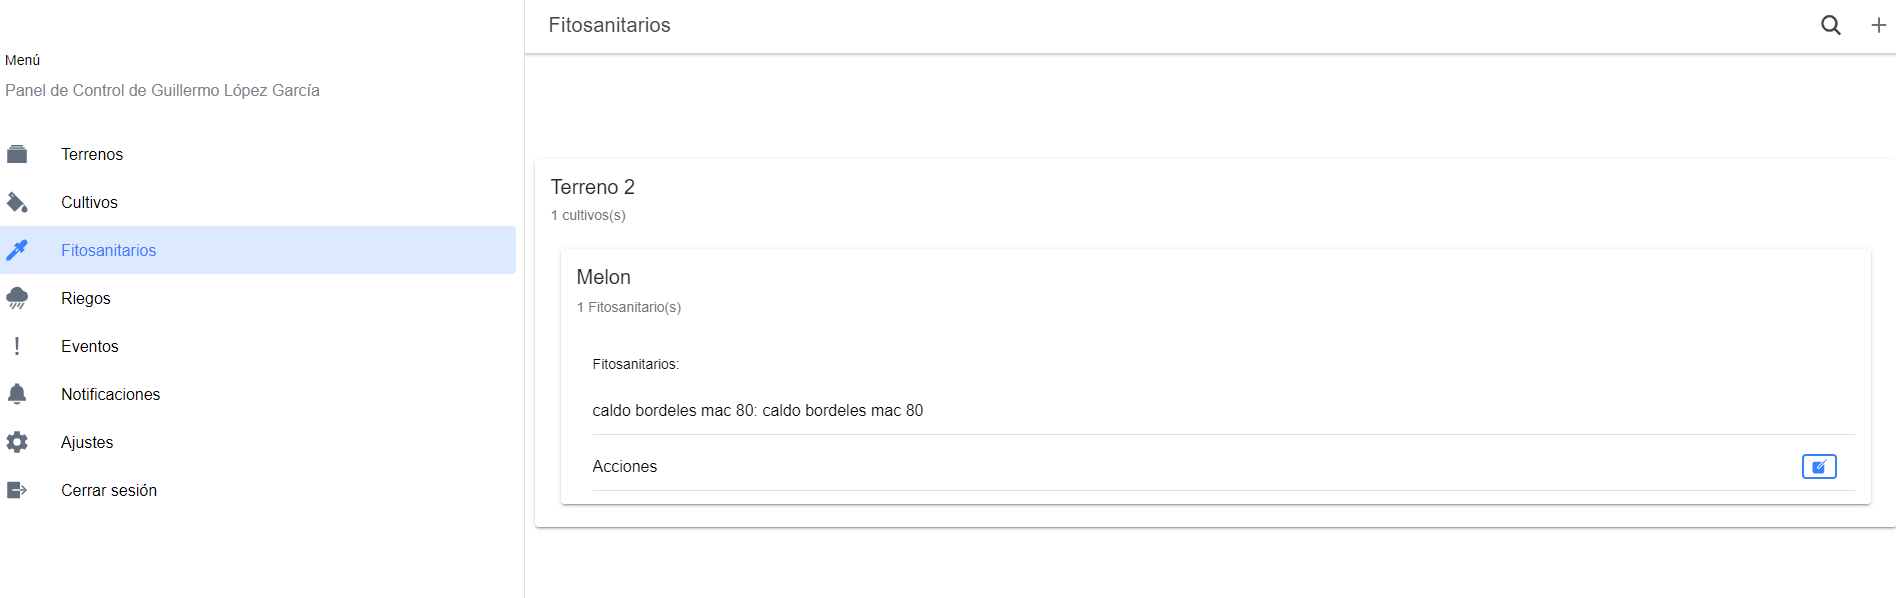 Menú
Panel de Control de Guillermo López García
Terrenos
Cultivos
Fitosanitarios
Riegos
Eventos
Notificaciones
Ajustes
Cerrar sesión
Fitosanitarios
Terreno 2
1 cultivos(s)
Melon
1 Fitosanitario(s)
Fitosanitarios:
caldo bordeles mac 80: caldo bordeles mac 80
Acciones